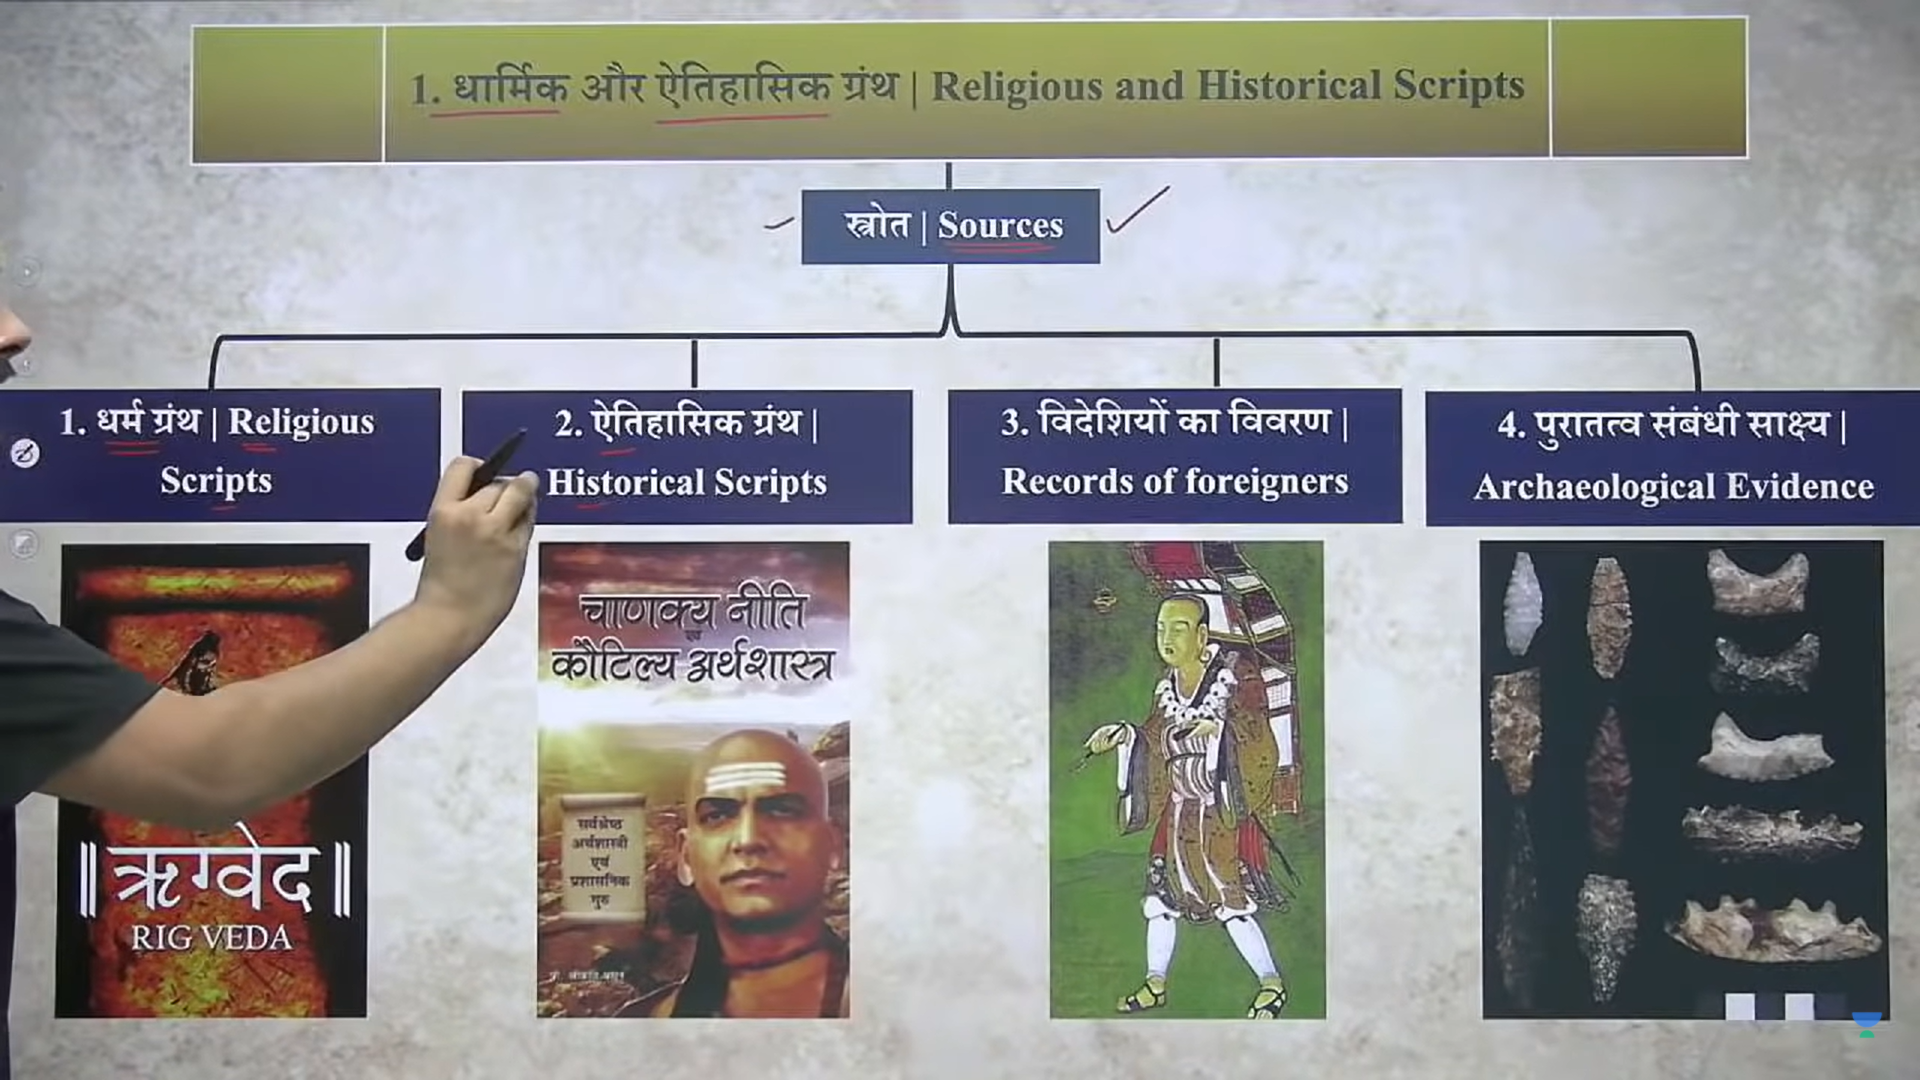 1. धार्मिक और ऐतिहासिक ग्रंथ | Religious and Historical Scripts
स्त्रोत | Sources
1. धर्म ग्रंथ | Religious
Scripts
2. ऐतिहासिक ग्रंथ |
Historical Scripts
3. विदेशियों का विवरण |
Records of foreigners
4. पुरातत्व संबंधी साक्ष्य |
Archaeological Evidence
॥ ऋग्वेद ॥
RIG VEDA
चाणक्य नीति
एवं
कौटिल्य अर्थशास्त्र
सर्वश्रेष्ठ
अर्थशास्त्री
एवं
प्रशासनिक
गुरु
प्रो.